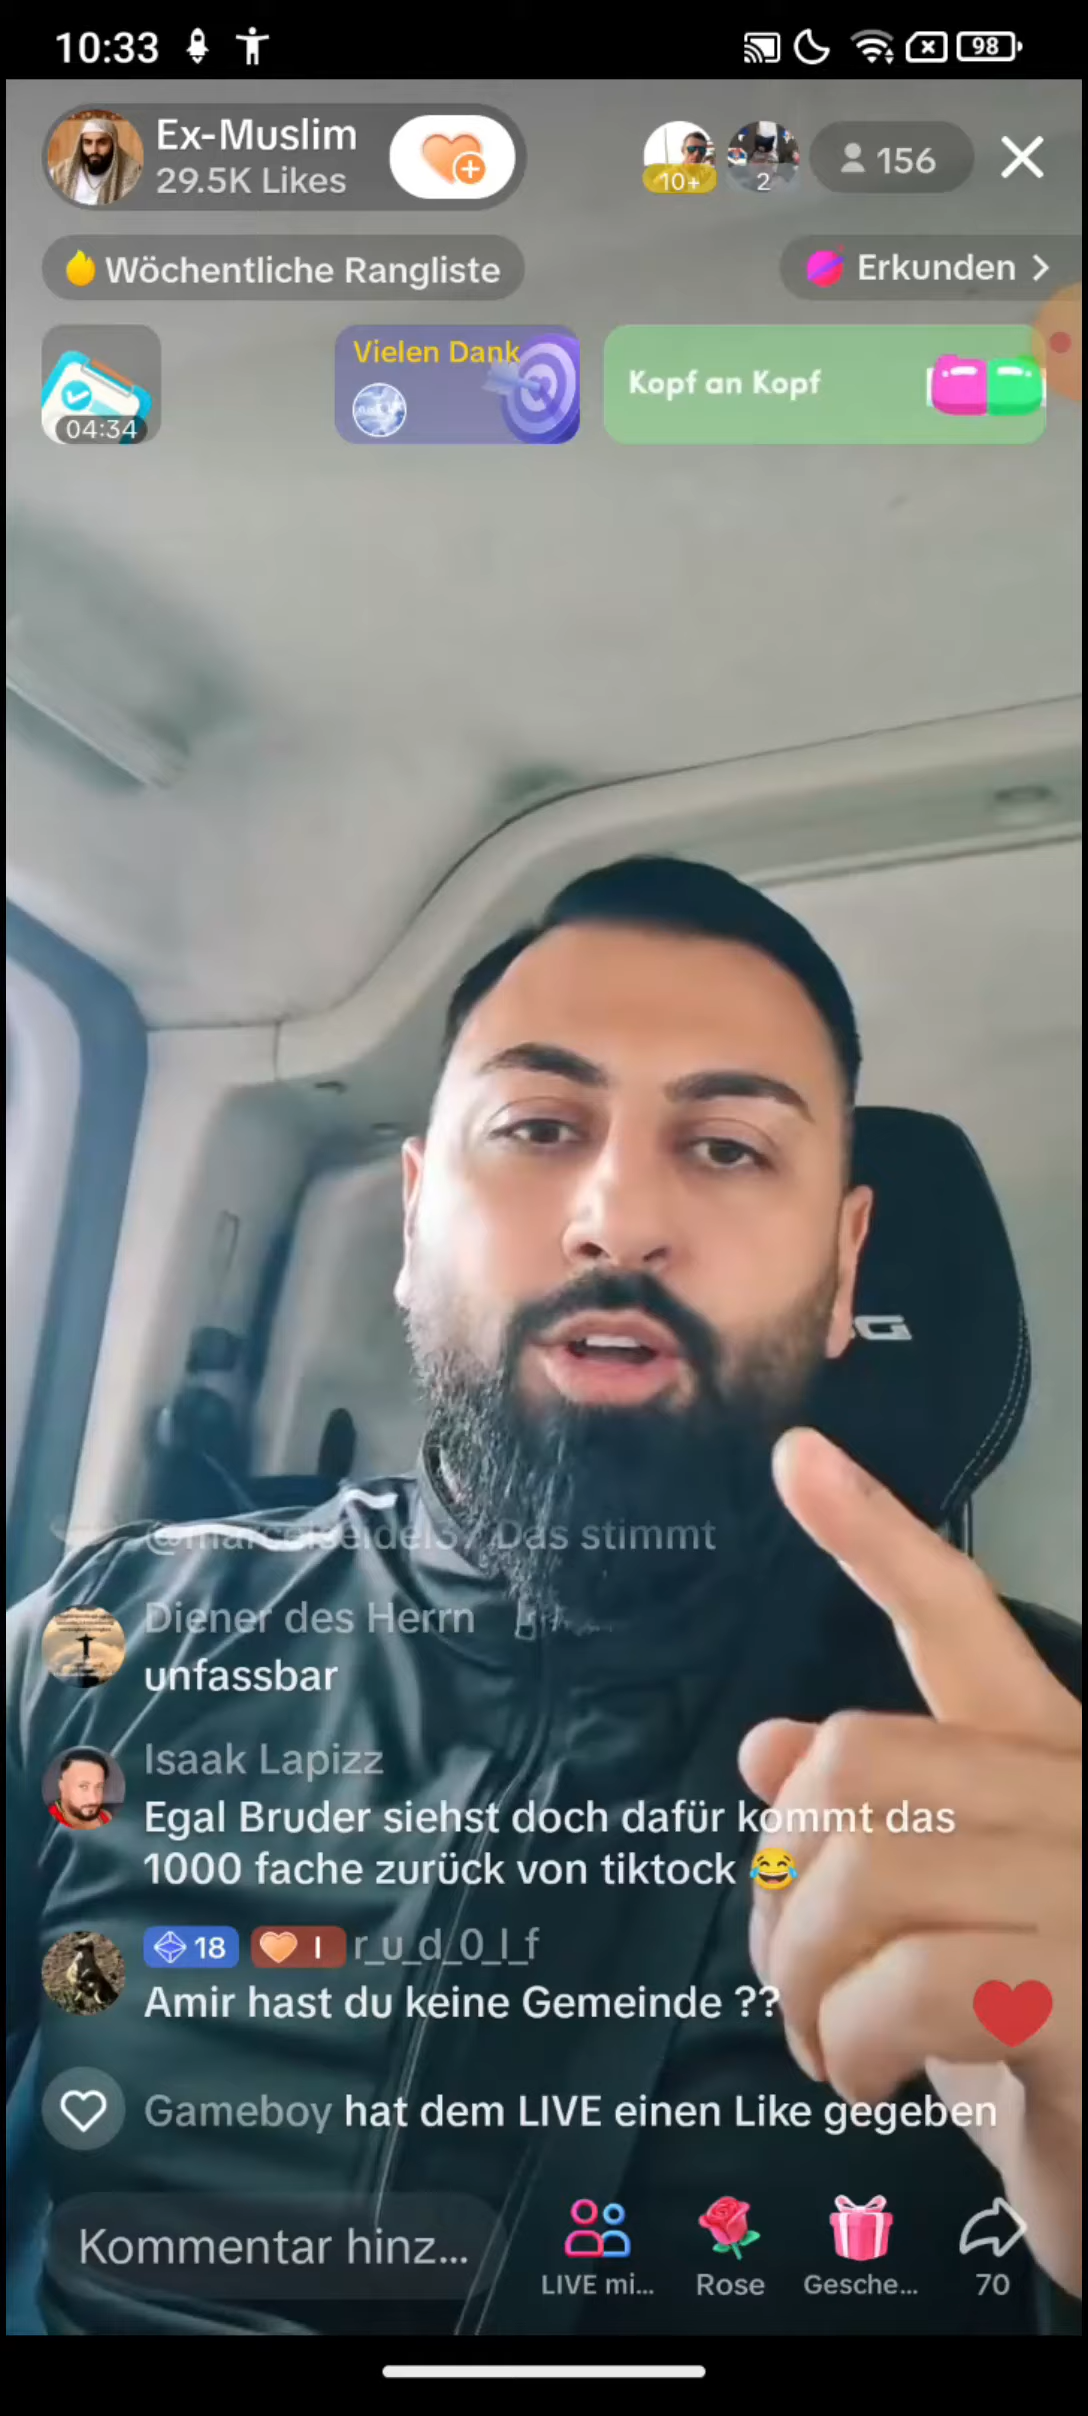 10:33
98
Ex-Muslim
29.5K Likes
10+
2
156
Wöchentliche Rangliste
Erkunden >
04:34
Vielen Dank
Kopf an Kopf
G
@marcelseidel37 Das stimmt
Diener des Herrn
unfassbar
Isaak Lapizz
Egal Bruder siehst doch dafür kommt das
1000 fache zurück von tiktock 😂
18 I r_u_d_0_l_f
Amir hast du keine Gemeinde ??
Gameboy hat dem LIVE einen Like gegeben
Kommentar hinz...
LIVE mi...
Rose
Gesche...
70